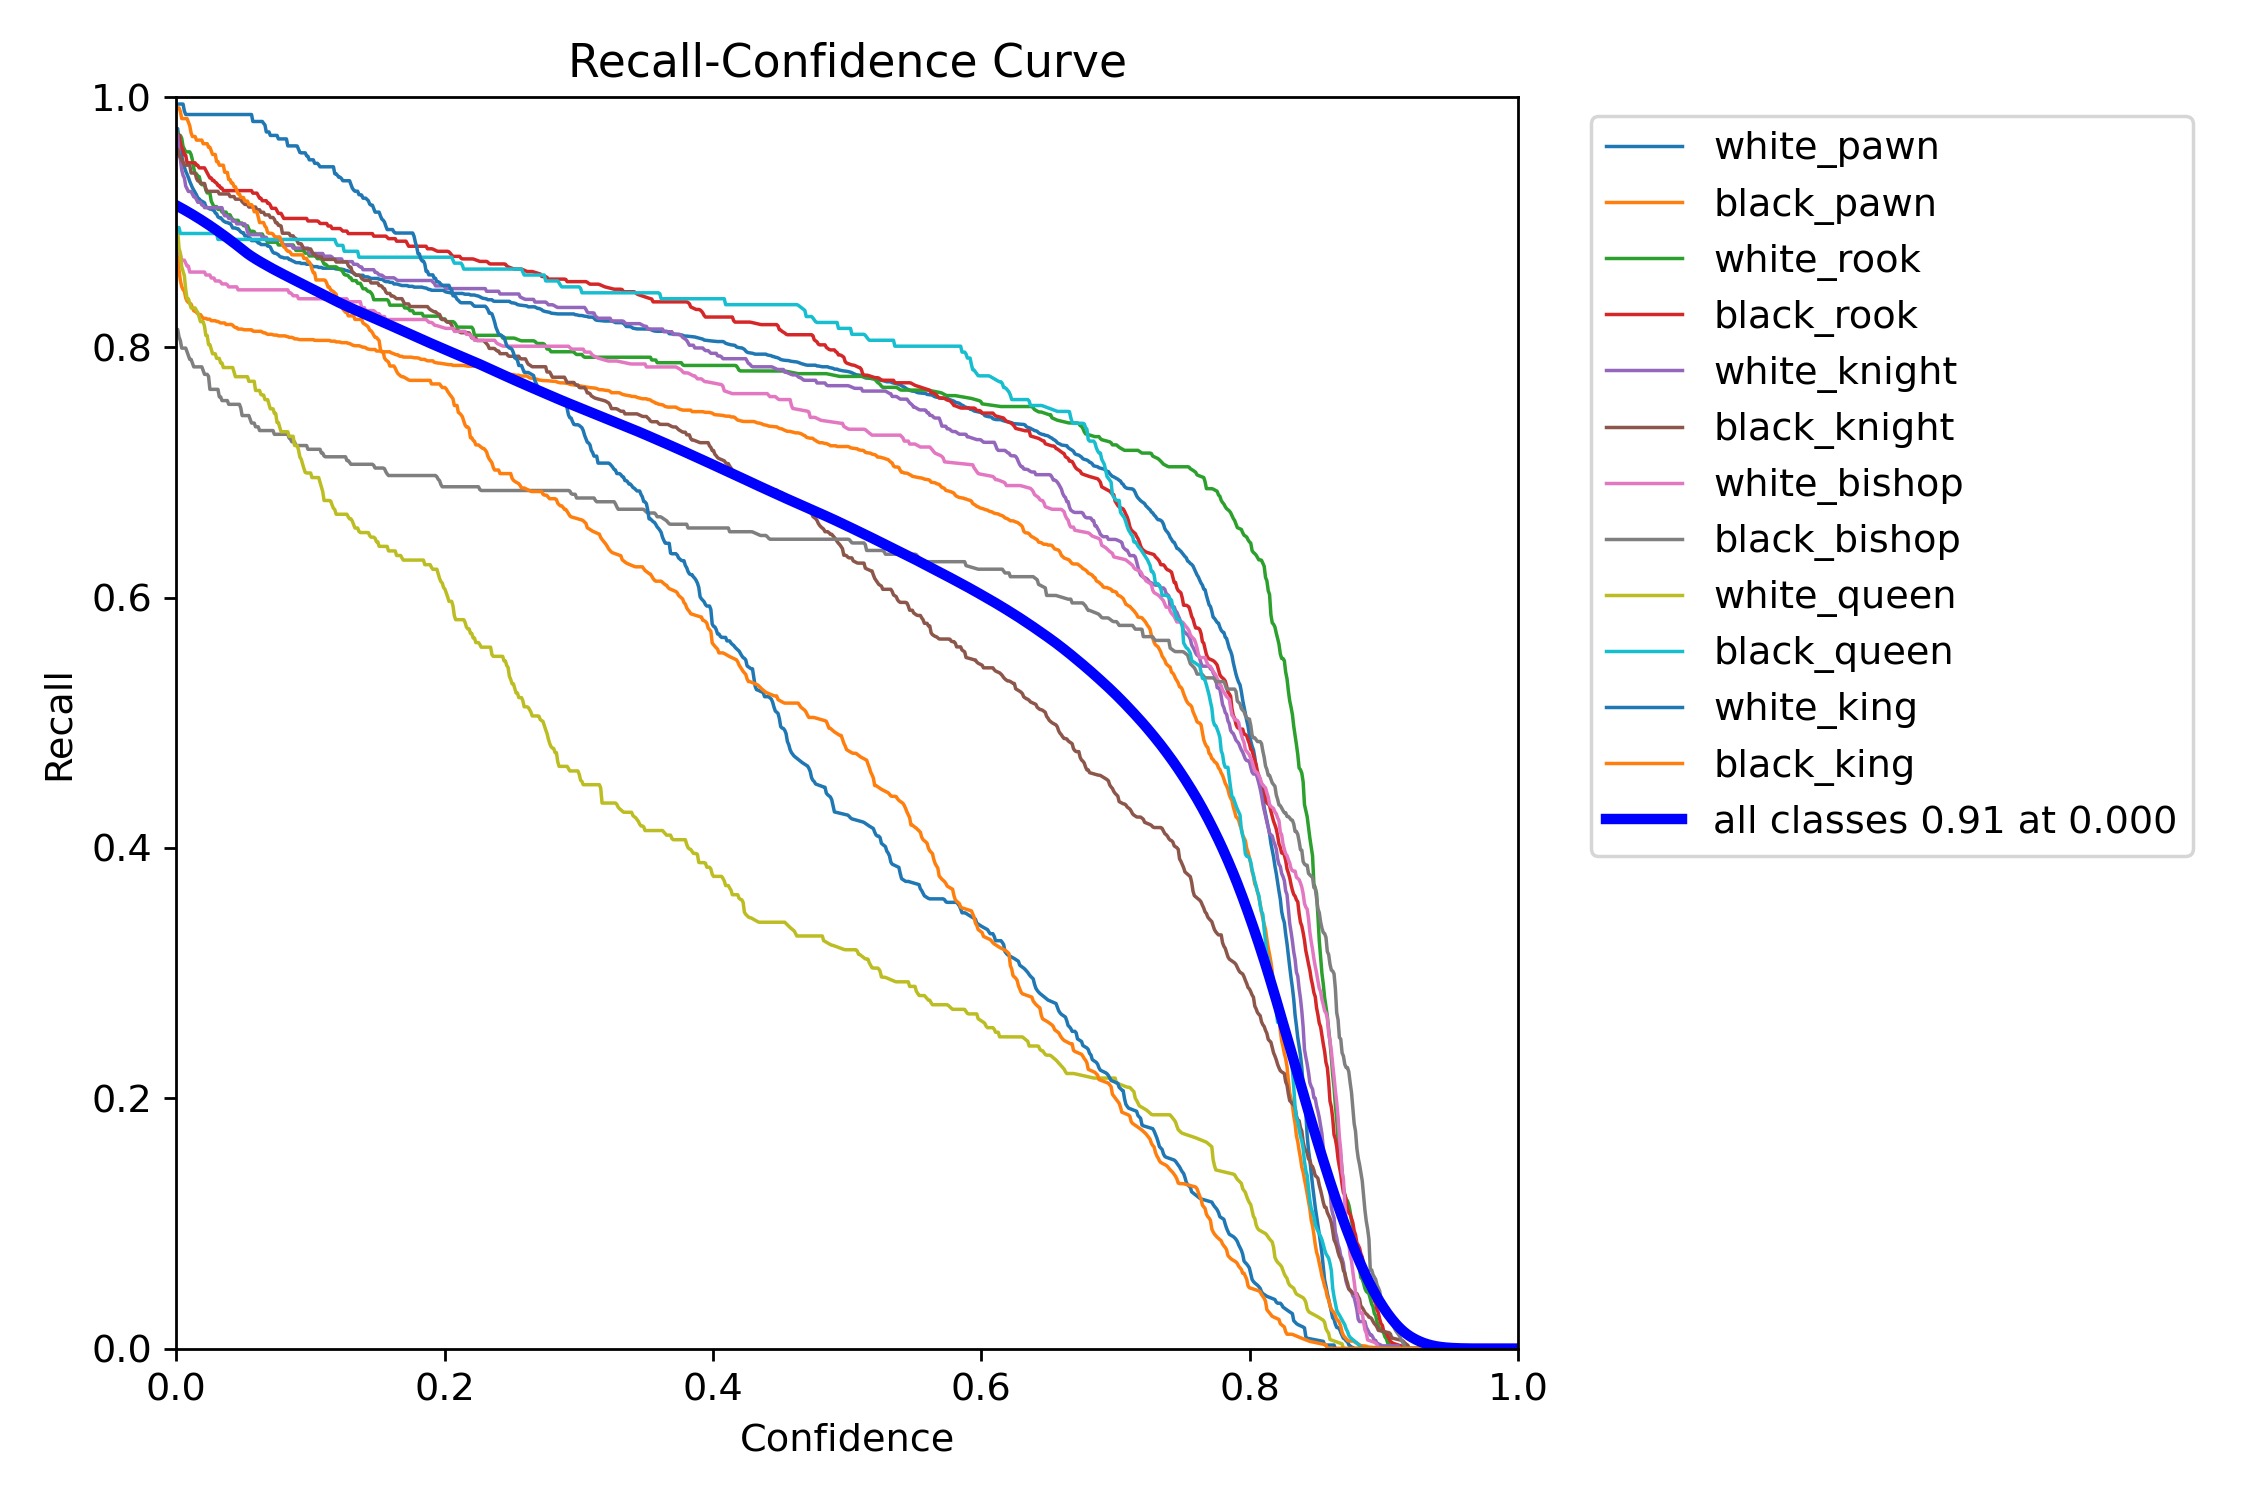 Recall-Confidence Curve
1.0
0.8
0.6
0.4
0.2
0.0
Recall
0.0 0.2 0.4 0.6 0.8 1.0
Confidence
white_pawn
black_pawn
white_rook
black_rook
white_knight
black_knight
white_bishop
black_bishop
white_queen
black_queen
white_king
black_king
all classes 0.91 at 0.000